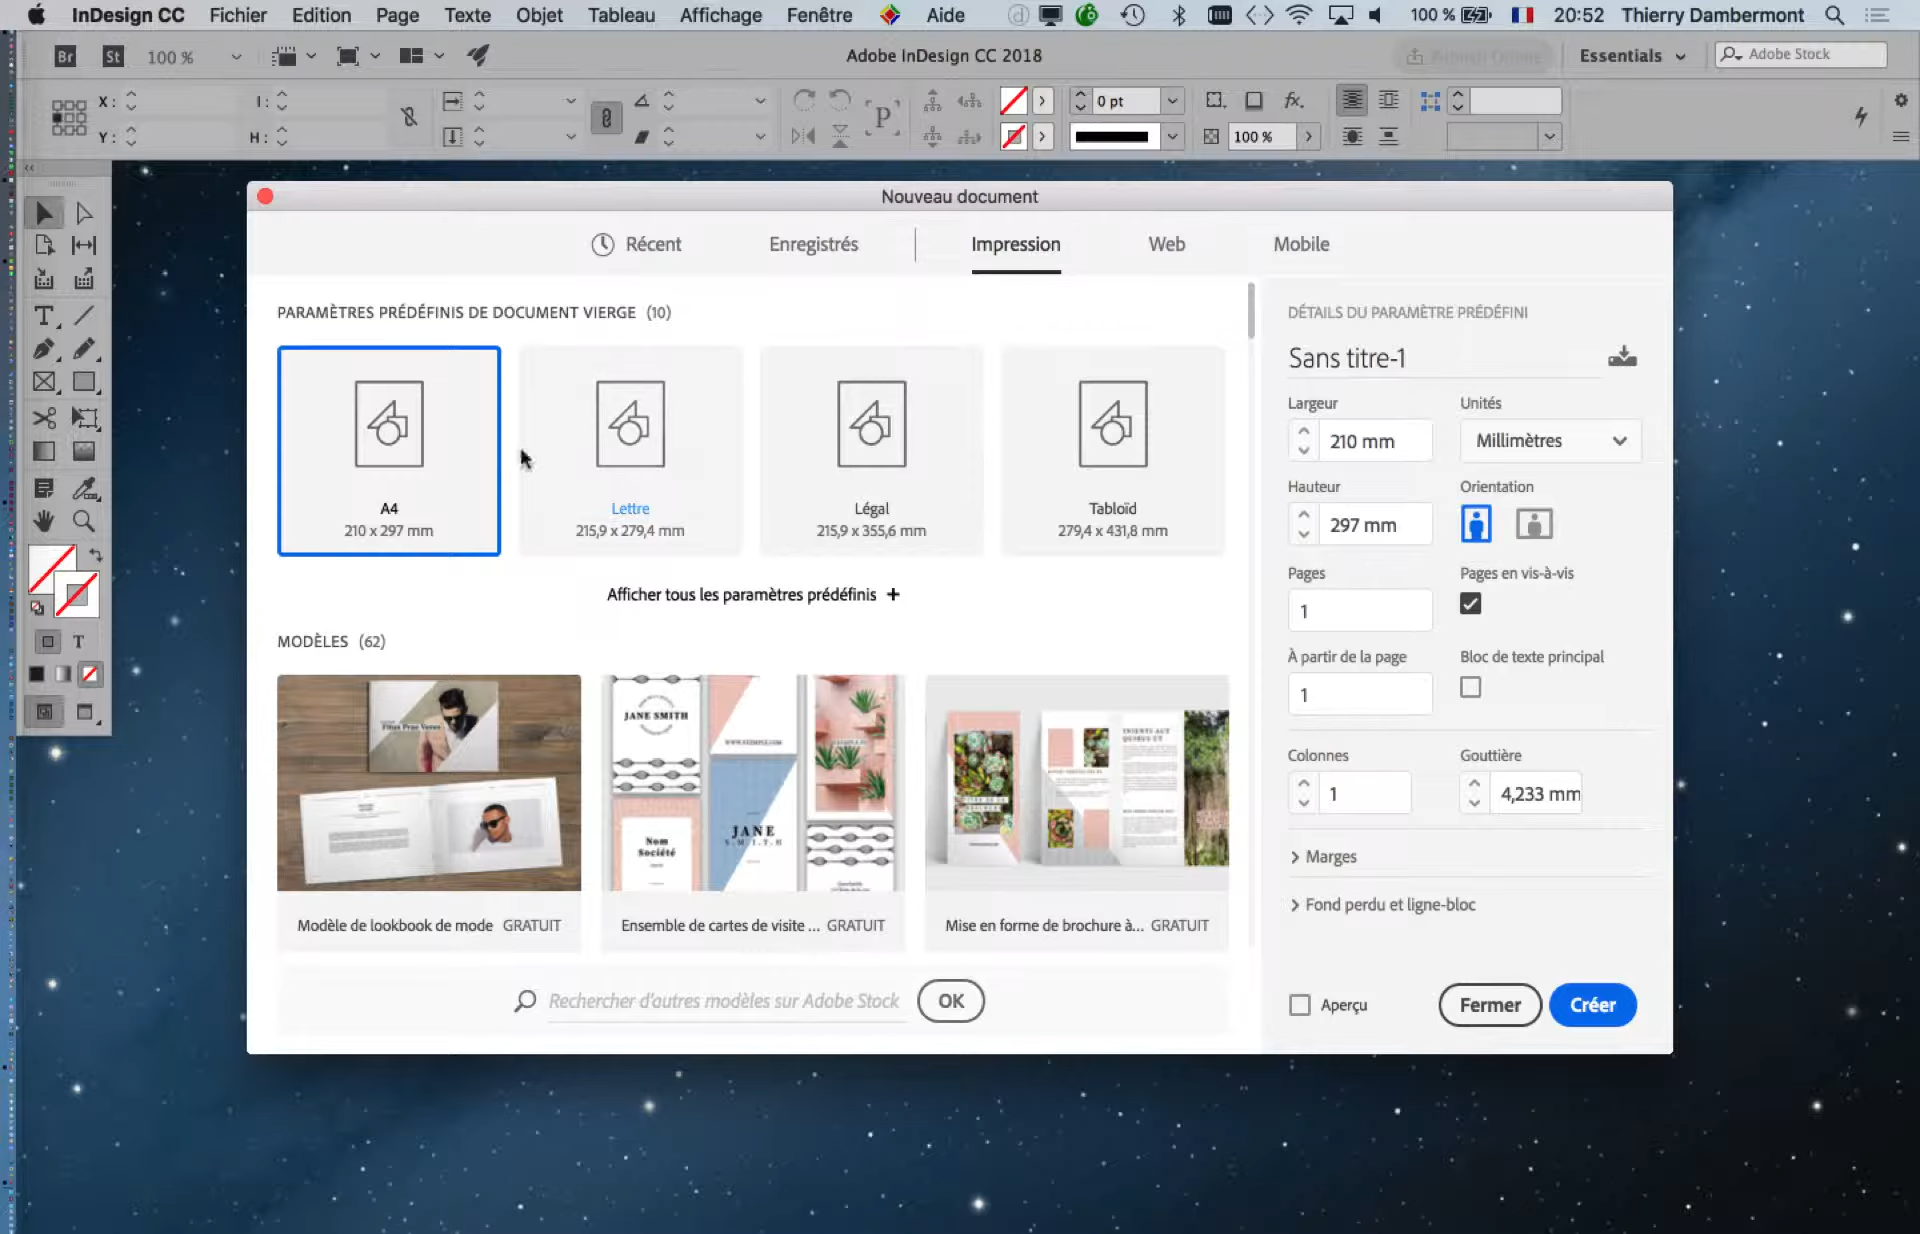 InDesign CC Fichier Edition Page Texte Objet Tableau Affichage Fenêtre Aide 100 % 20:52 Thierry Dambermont
Br St 100 % Adobe InDesign CC 2018 Publish Online Essentials Adobe Stock
X : I : 0 pt fx.
Y : H : P 100 %
Nouveau document
Récent Enregistrés Impression Web Mobile
PARAMÈTRES PRÉDÉFINIS DE DOCUMENT VIERGE (10)
A4
210 x 297 mm
Lettre
215,9 x 279,4 mm
Légal
215,9 x 355,6 mm
Tabloïd
279,4 x 431,8 mm
Afficher tous les paramètres prédéfinis +
MODÈLES (62)
JANE SMITH
Nom
Société
JANE
SMITH
Modèle de lookbook de mode GRATUIT
Ensemble de cartes de visite ... GRATUIT
Mise en forme de brochure à... GRATUIT
Rechercher d'autres modèles sur Adobe Stock OK
DÉTAILS DU PARAMÈTRE PRÉDÉFINI
Sans titre-1
Largeur Unités
210 mm Millimètres
Hauteur Orientation
297 mm
Pages Pages en vis-à-vis
1
À partir de la page Bloc de texte principal
1
Colonnes Gouttière
1 4,233 mm
Marges
Fond perdu et ligne-bloc
Aperçu Fermer Créer